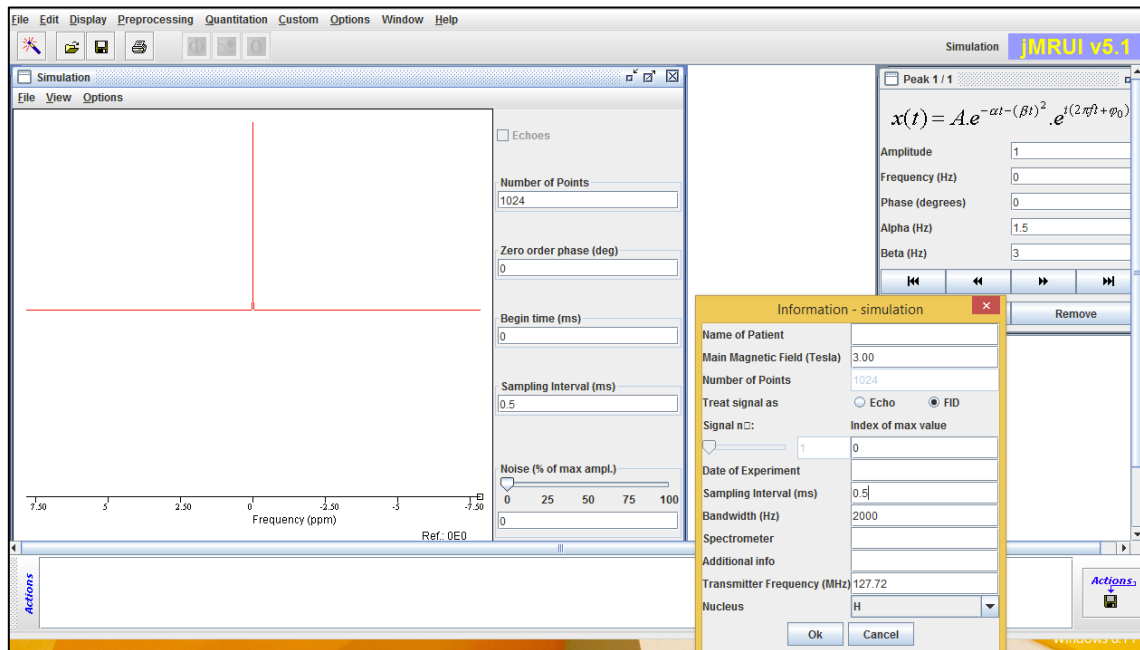 File Edit Display Preprocessing Quantitation Custom Options Window Help
Simulation jMRUI v5.1
Simulation
File View Options
Echoes
Number of Points
1024
Zero order phase (deg)
0
Begin time (ms)
0
Sampling Interval (ms)
0.5
Noise (% of max ampl.)
0 25 50 75 100
0
7.50 5 2.50 0 -2.50 -5 -7.50
Frequency (ppm)
Ref.: 0E0
Peak 1 / 1
x(t) = A.e^{-αt-(βt)^2}.e^{i(2πft+φ_0)}
Amplitude 1
Frequency (Hz) 0
Phase (degrees) 0
Alpha (Hz) 1.5
Beta (Hz) 3
Remove
Information - simulation
Name of Patient
Main Magnetic Field (Tesla) 3.00
Number of Points 1024
Treat signal as Echo FID
Signal n□: Index of max value
1 0
Date of Experiment
Sampling Interval (ms) 0.5
Bandwidth (Hz) 2000
Spectrometer
Additional info
Transmitter Frequency (MHz) 127.72
Nucleus H
Ok Cancel
Actions
Actions